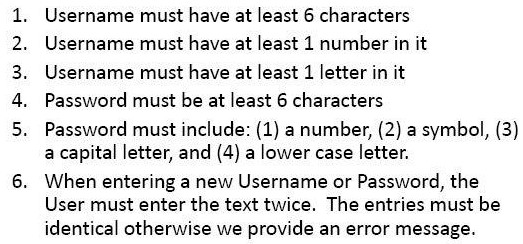 1. Username must have at least 6 characters
2. Username must have at least 1 number in it
3. Username must have at least 1 letter in it
4. Password must be at least 6 characters
5. Password must include: (1) a number, (2) a symbol, (3)
a capital letter, and (4) a lower case letter.
6. When entering a new Username or Password, the
User must enter the text twice.  The entries must be
identical otherwise we provide an error message.